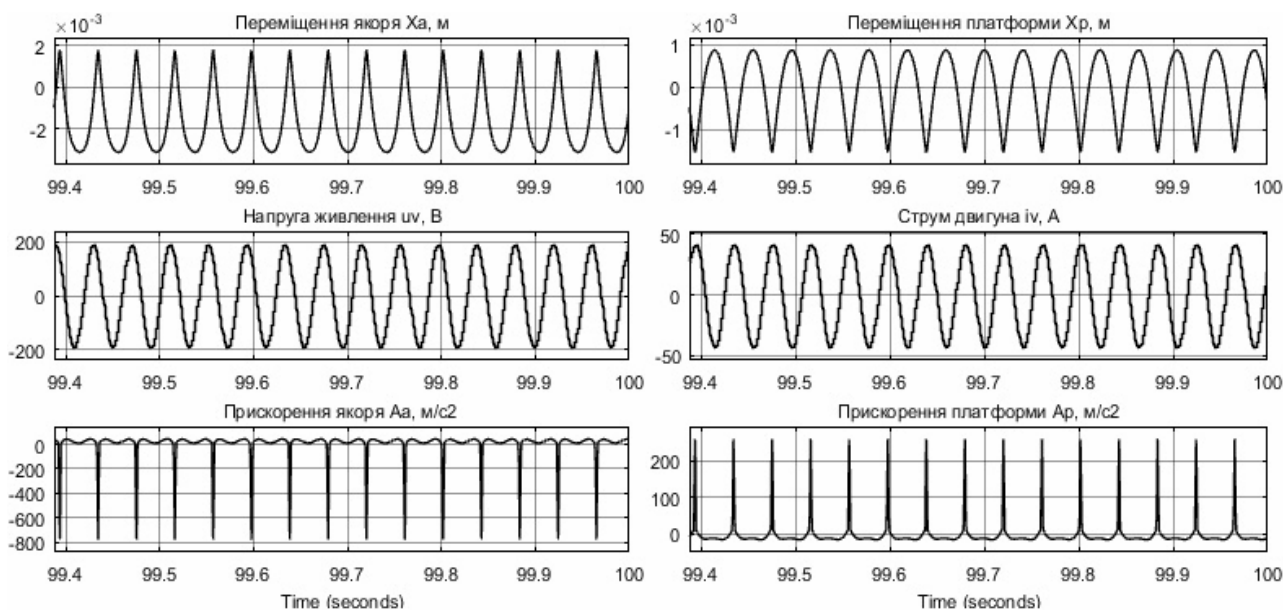 Переміщення якоря Ха, м
×10⁻³
2
0
-2
99.4 99.5 99.6 99.7 99.8 99.9 100
Переміщення платформи Хр, м
×10⁻³
1
0
-1
99.4 99.5 99.6 99.7 99.8 99.9 100
Напруга живлення uv, В
200
0
-200
99.4 99.5 99.6 99.7 99.8 99.9 100
Струм двигуна iv, А
50
0
-50
99.4 99.5 99.6 99.7 99.8 99.9 100
Прискорення якоря Аа, м/с2
0
-200
-400
-600
-800
99.4 99.5 99.6 99.7 99.8 99.9 100
Time (seconds)
Прискорення платформи Ар, м/с2
200
100
0
99.4 99.5 99.6 99.7 99.8 99.9 100
Time (seconds)